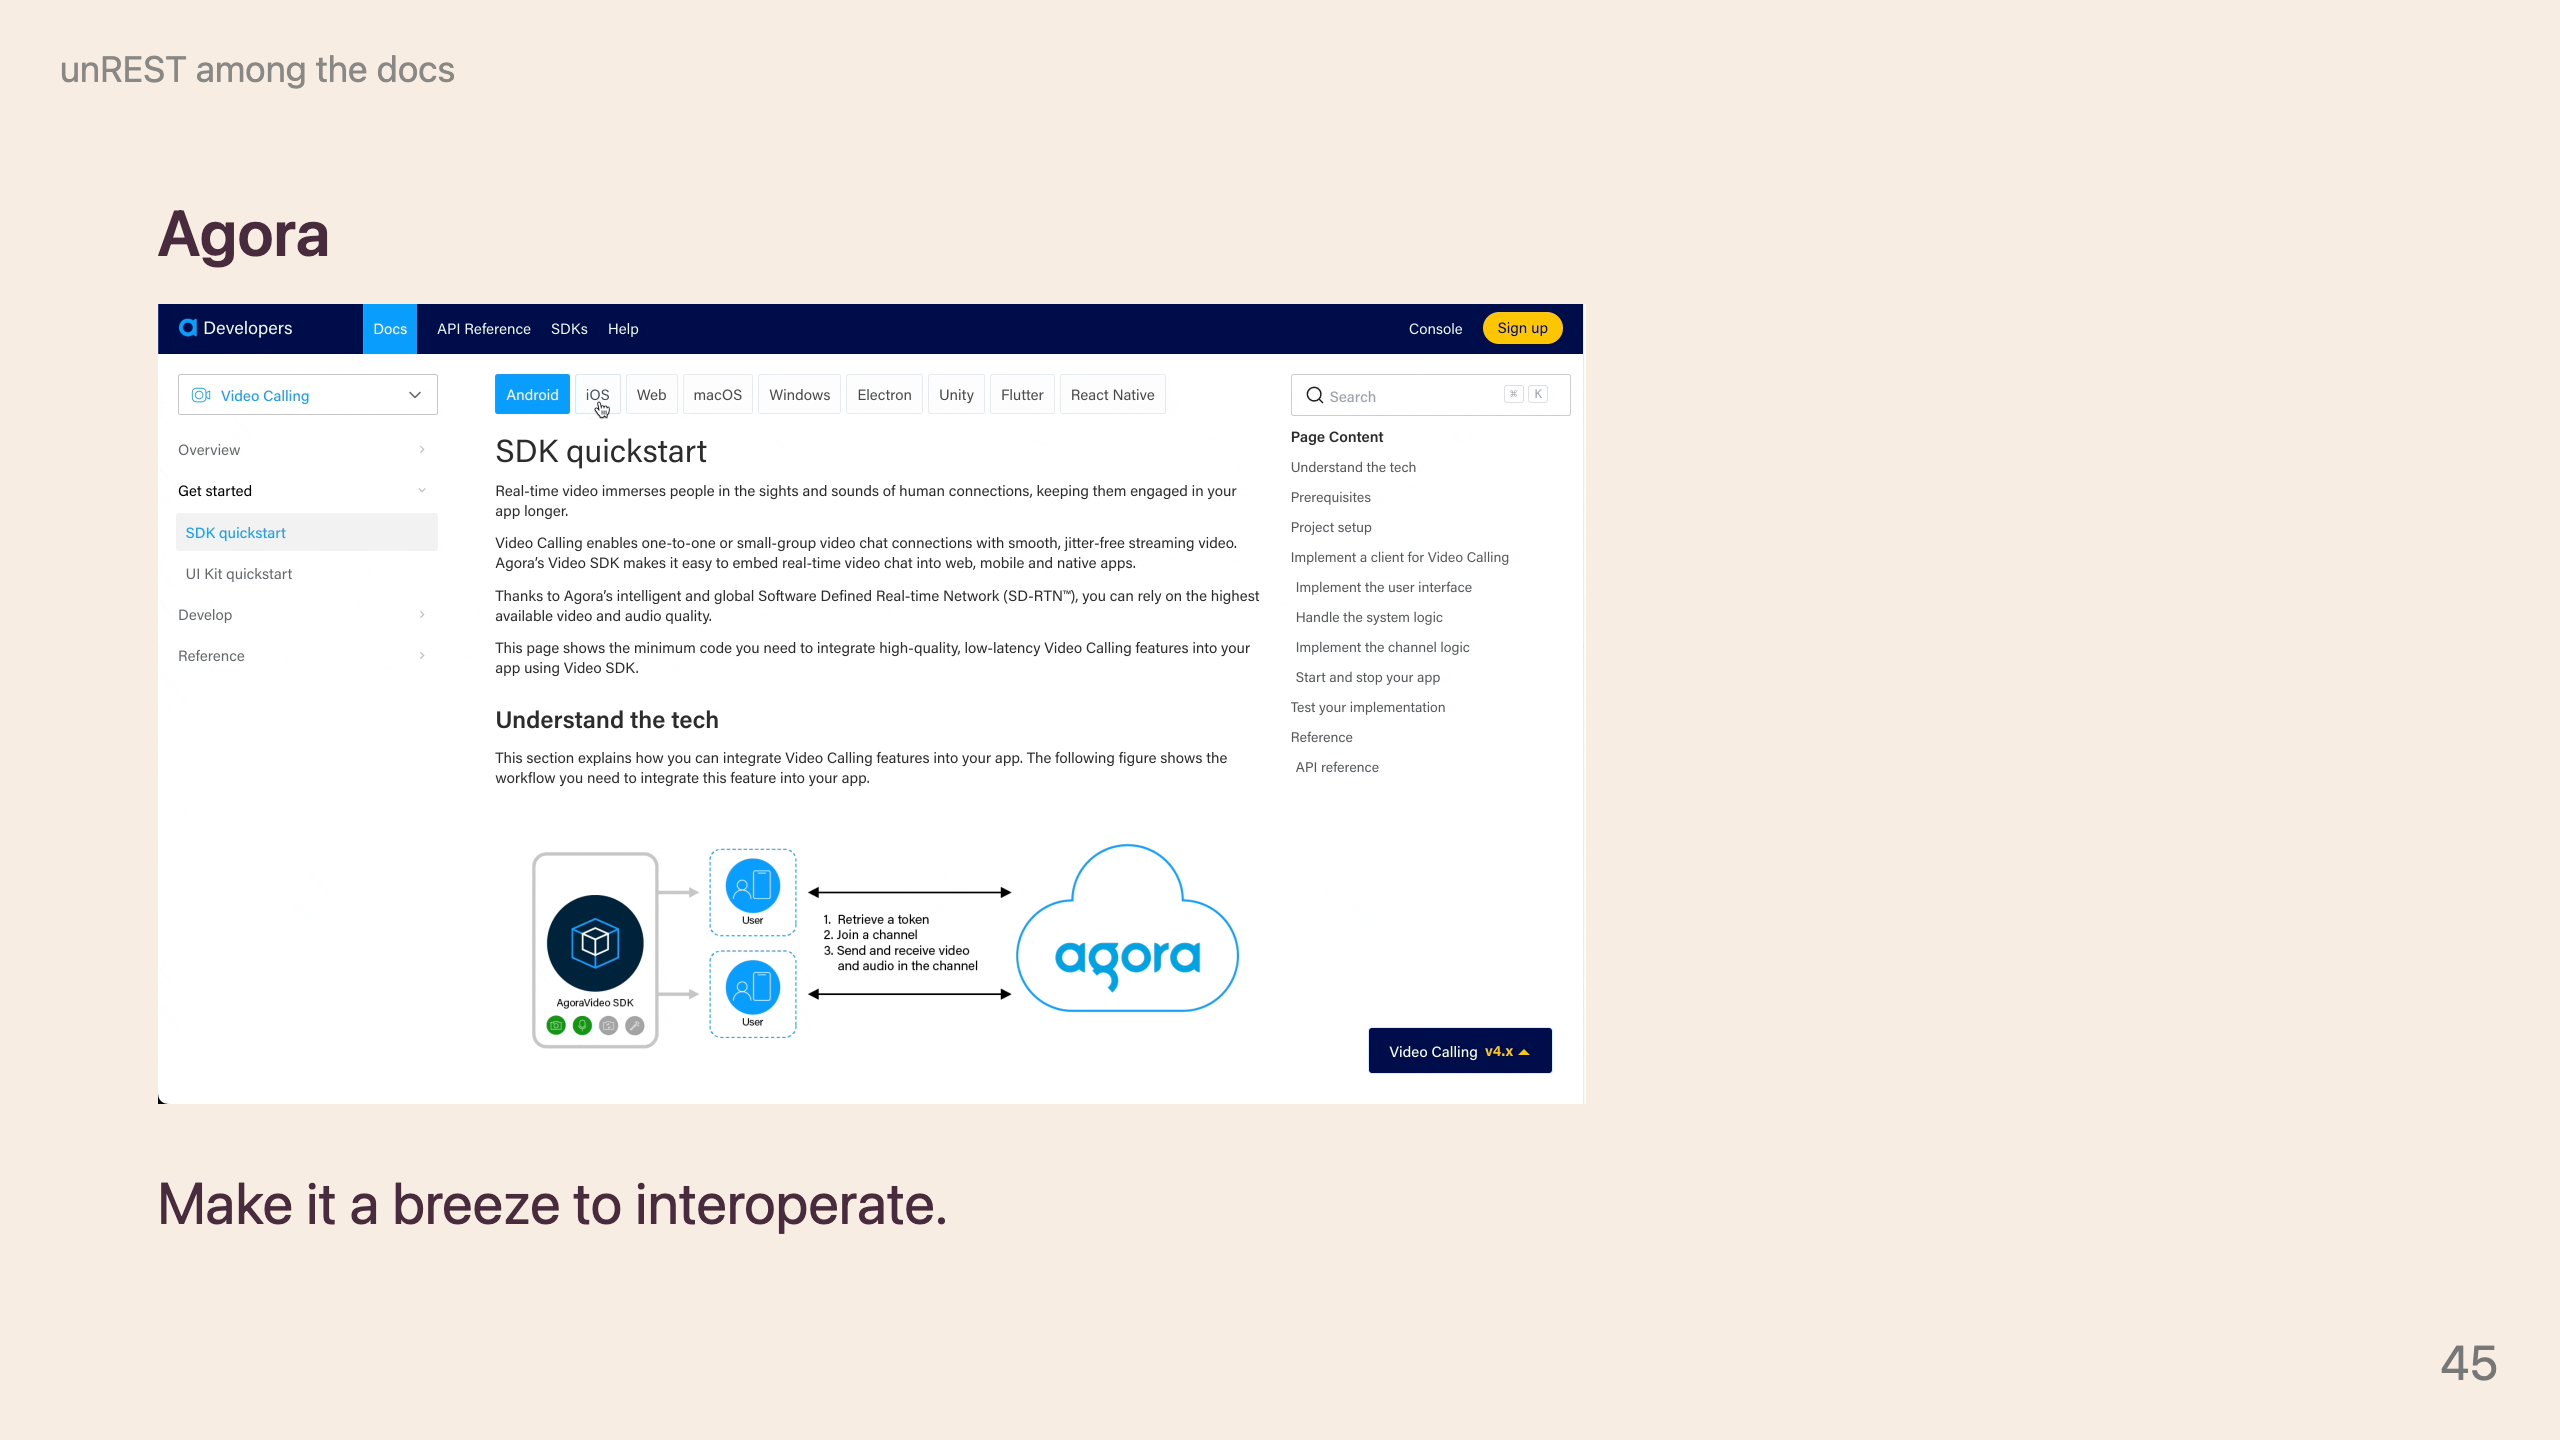 unREST among the docs
Agora
Developers
Docs
API Reference
SDKs
Help
Console
Sign up
Video Calling
Overview
Get started
SDK quickstart
UI Kit quickstart
Develop
Reference
Android
iOS
Web
macOS
Windows
Electron
Unity
Flutter
React Native
SDK quickstart
Real-time video immerses people in the sights and sounds of human connections, keeping them engaged in your
app longer.
Video Calling enables one-to-one or small-group video chat connections with smooth, jitter-free streaming video.
Agora’s Video SDK makes it easy to embed real-time video chat into web, mobile and native apps.
Thanks to Agora’s intelligent and global Software Defined Real-time Network (SD-RTN™), you can rely on the highest
available video and audio quality.
This page shows the minimum code you need to integrate high-quality, low-latency Video Calling features into your
app using Video SDK.
Understand the tech
This section explains how you can integrate Video Calling features into your app. The following figure shows the
workflow you need to integrate this feature into your app.
AgoraVideo SDK
User
User
1. Retrieve a token
2. Join a channel
3. Send and receive video
and audio in the channel
agora
Search
⌘ K
Page Content
Understand the tech
Prerequisites
Project setup
Implement a client for Video Calling
Implement the user interface
Handle the system logic
Implement the channel logic
Start and stop your app
Test your implementation
Reference
API reference
Video Calling v4.x
Make it a breeze to interoperate.
45